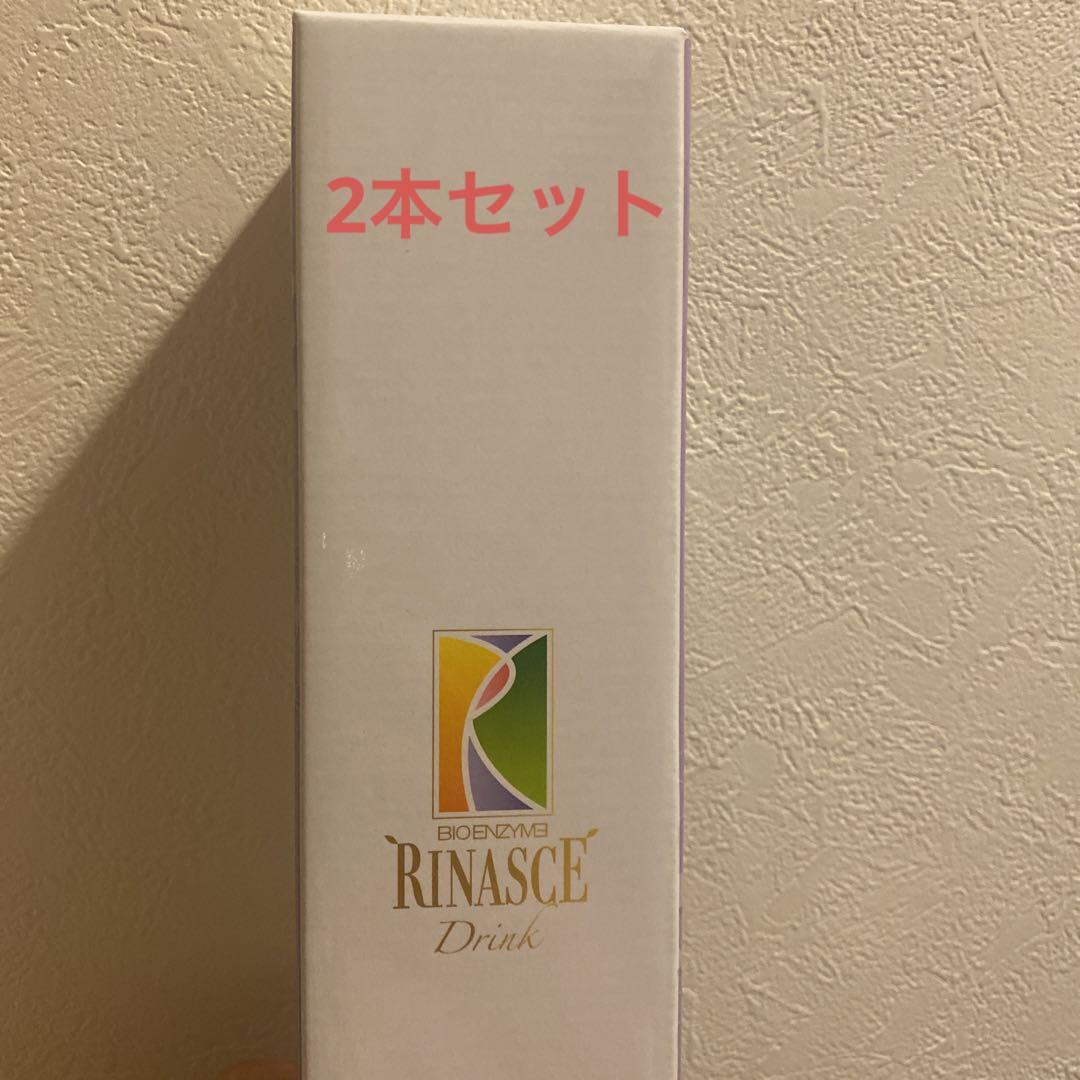 2本セット
BIO ENZYME
RINASCE
Drink